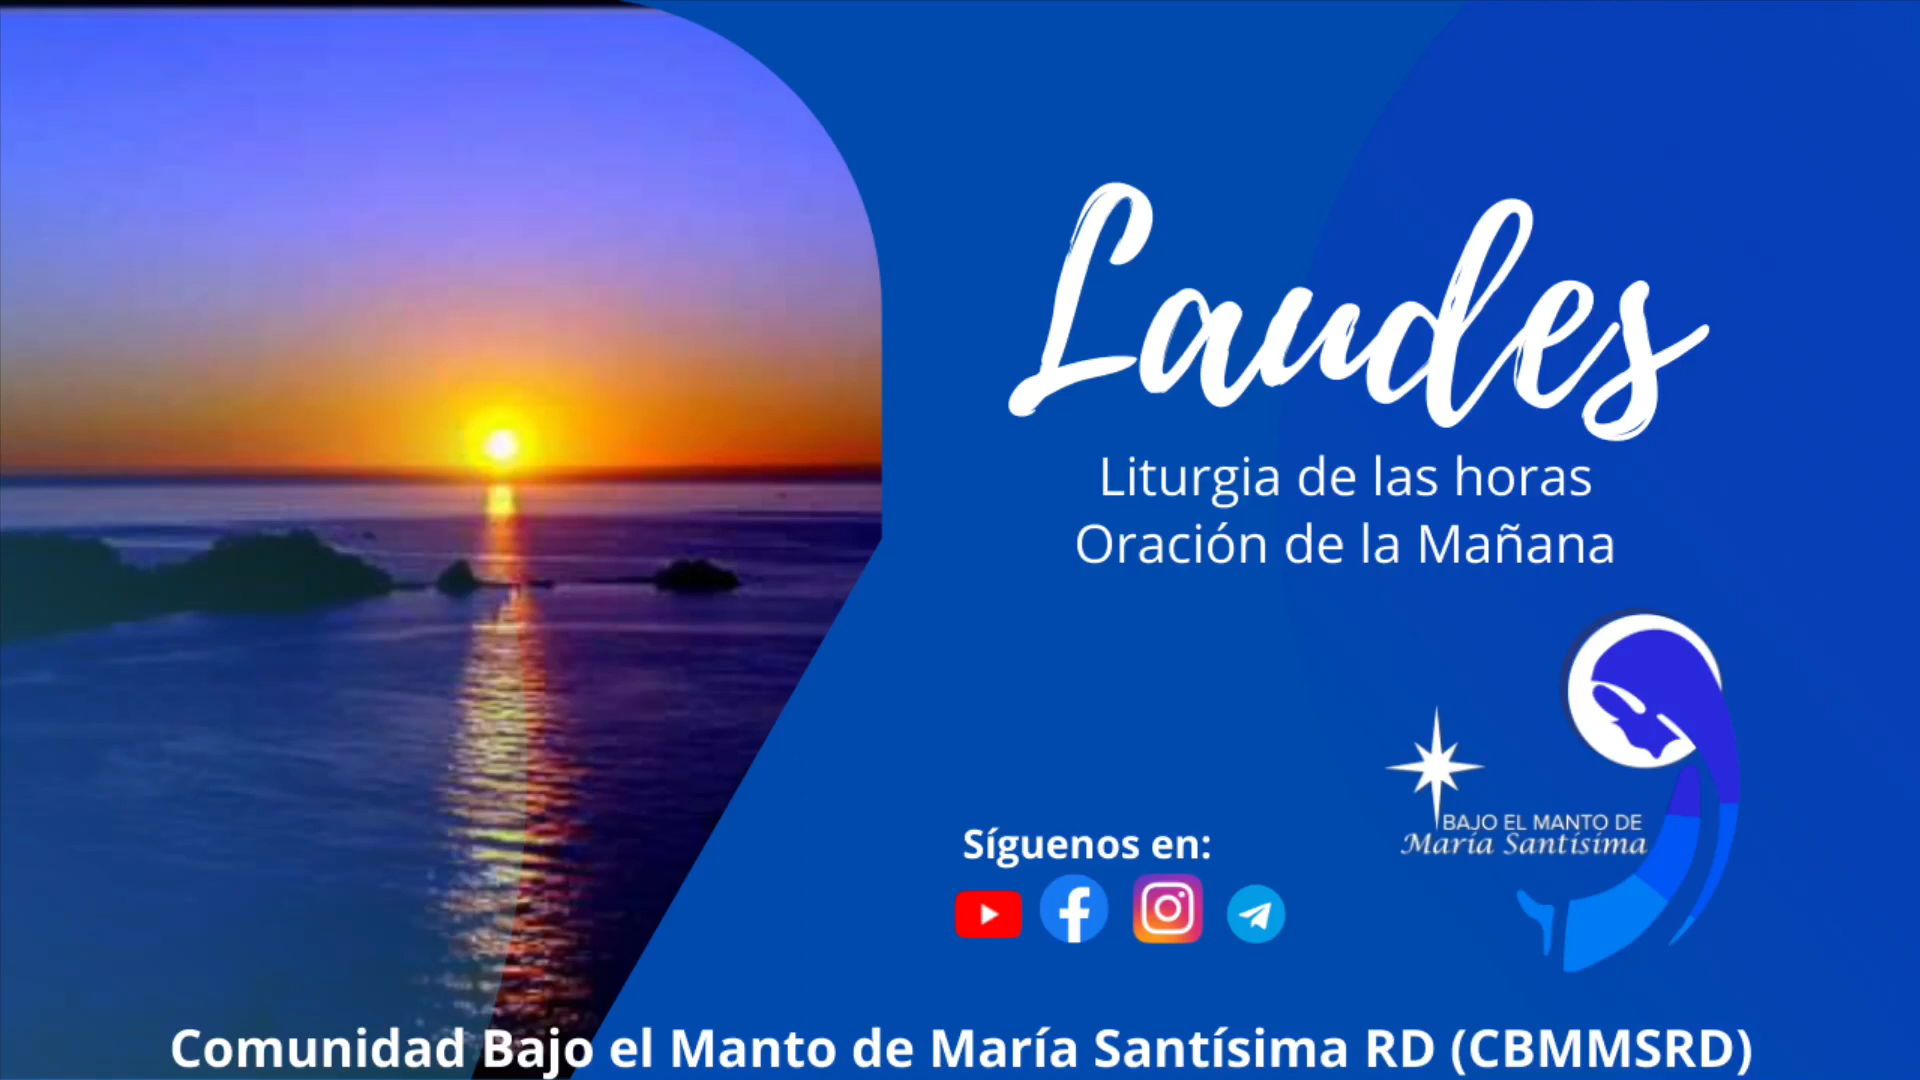 Laudes
Liturgia de las horas
Oración de la Mañana
BAJO EL MANTO DE
María Santísima
Síguenos en:
Comunidad Bajo el Manto de María Santísima RD (CBMMSRD)